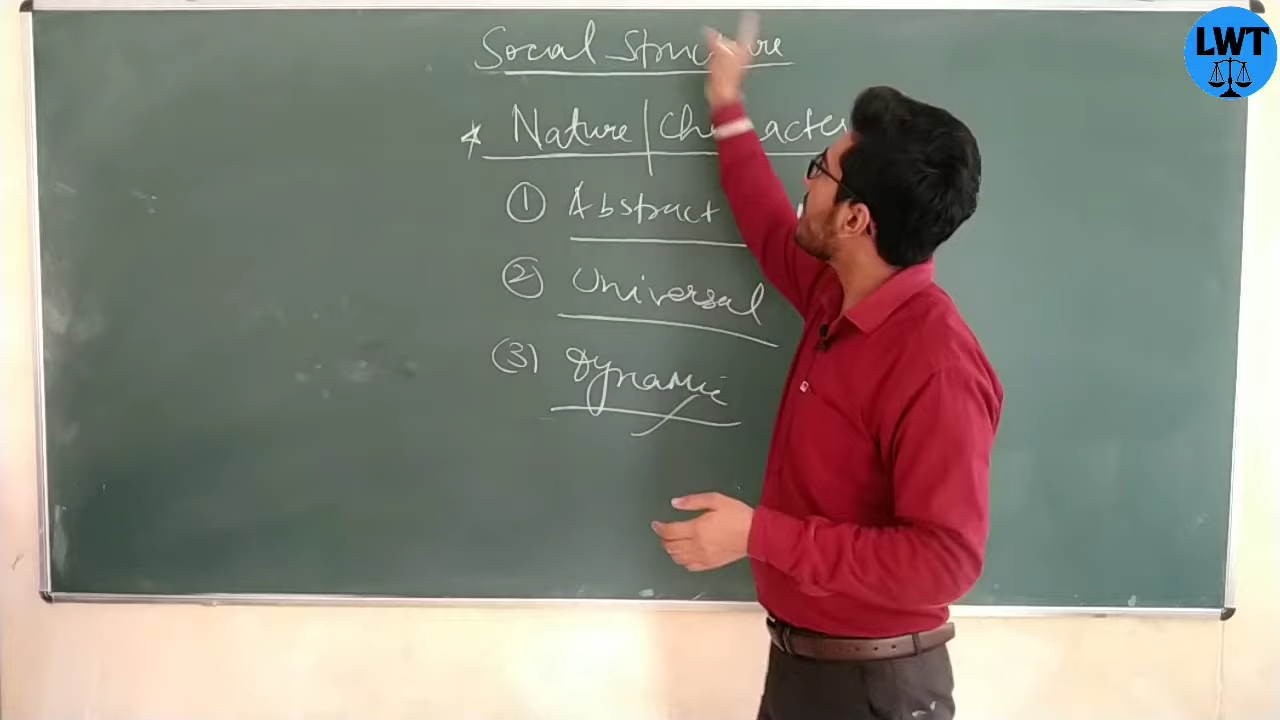 Social Structure
* Nature/Character
① Abstract
② Universal
(3) Dynamic
LWT